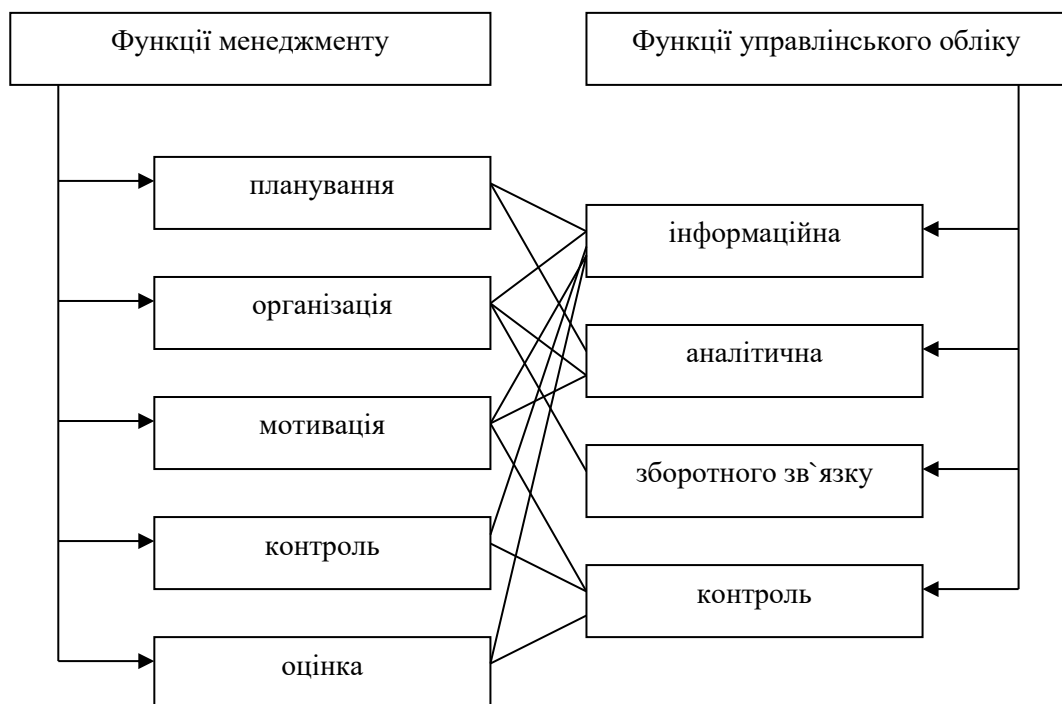 Функції менеджменту
Функції управлінського обліку
планування
організація
мотивація
контроль
оцінка
інформаційна
аналітична
зборотного зв`язку
контроль